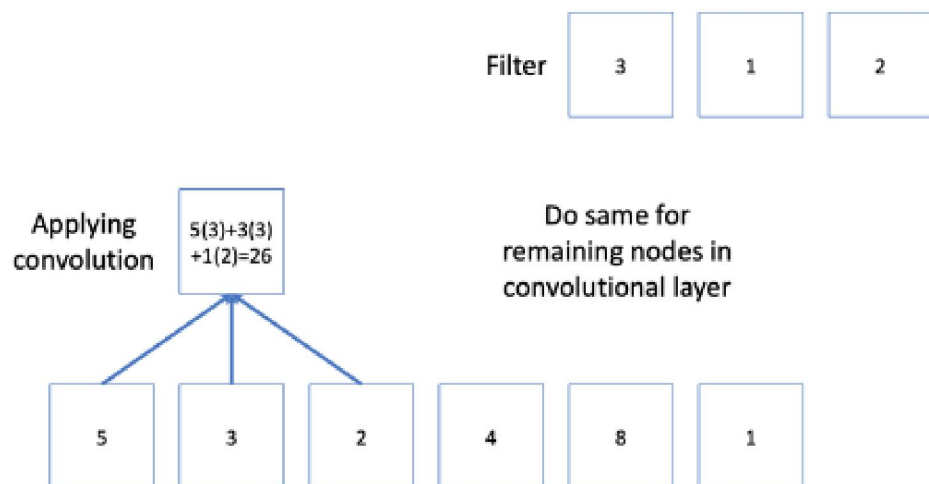 Filter
3 1 2
Applying
convolution
5(3)+3(3)
+1(2)=26
Do same for
remaining nodes in
convolutional layer
5 3 2 4 8 1